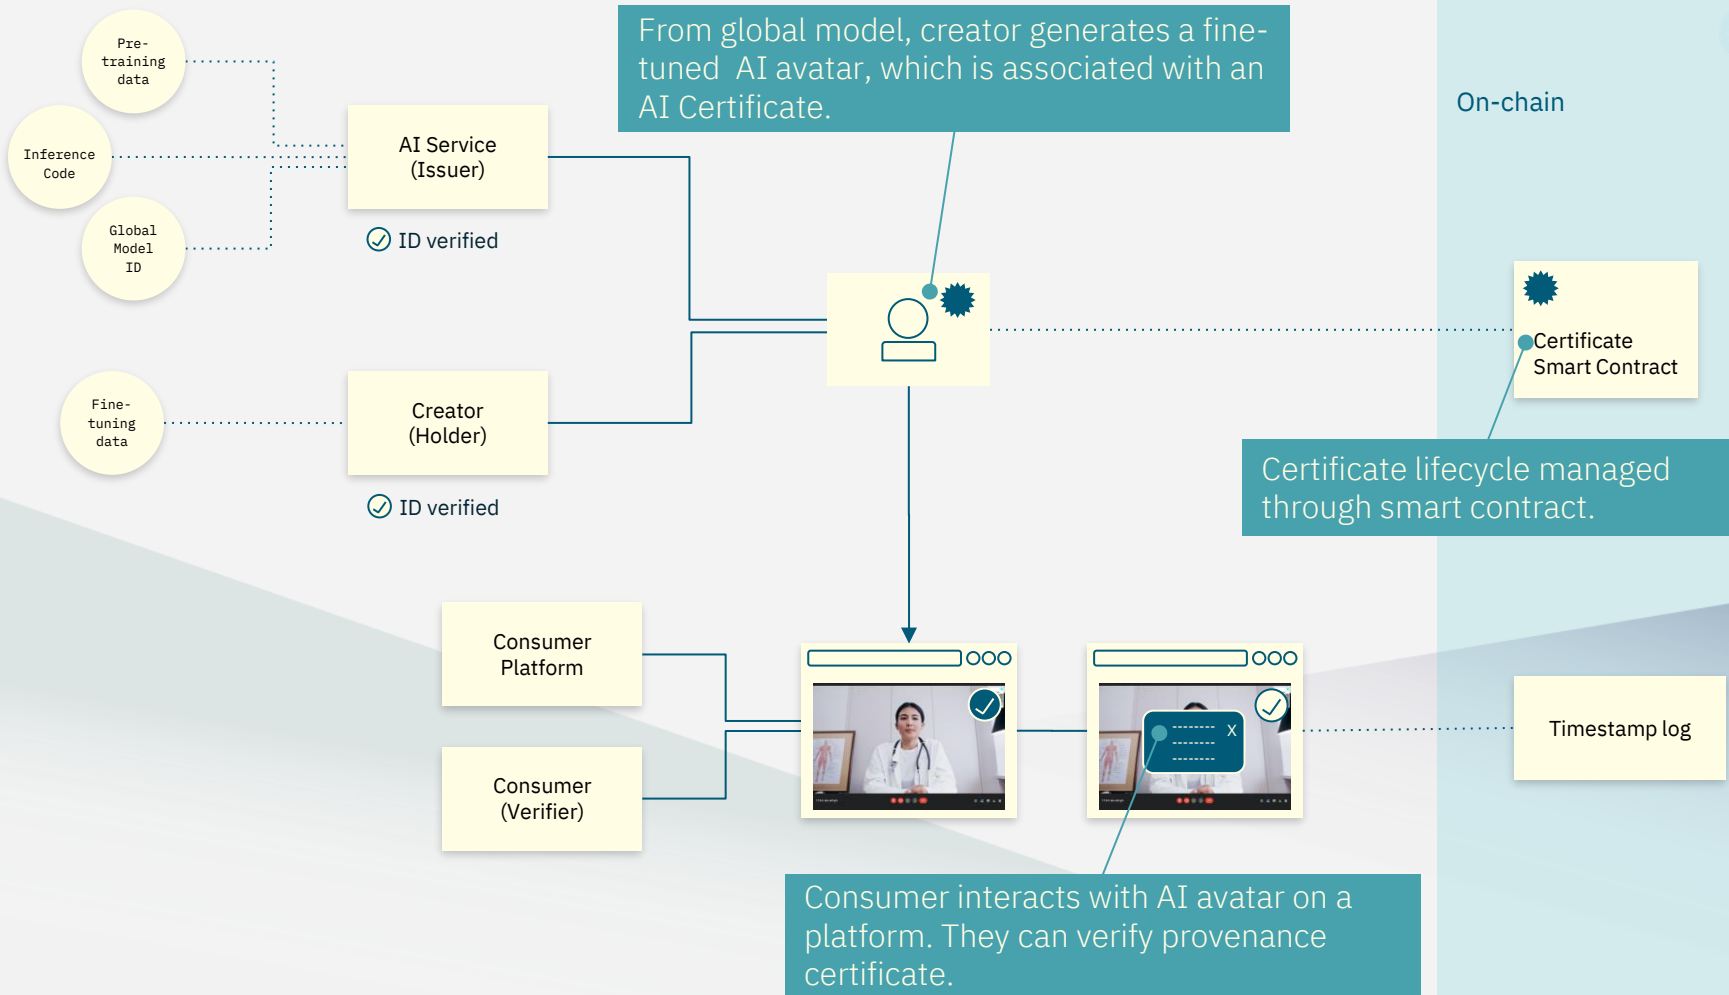 From global model, creator generates a fine-
tuned AI avatar, which is associated with an
AI Certificate.
On-chain
Pre-
training
data
Inference
Code
Global
Model
ID
AI Service
(Issuer)
ID verified
Fine-
tuning
data
Creator
(Holder)
ID verified
Certificate
Smart Contract
Certificate lifecycle managed
through smart contract.
Consumer
Platform
Consumer
(Verifier)
X
Timestamp log
Consumer interacts with AI avatar on a
platform. They can verify provenance
certificate.